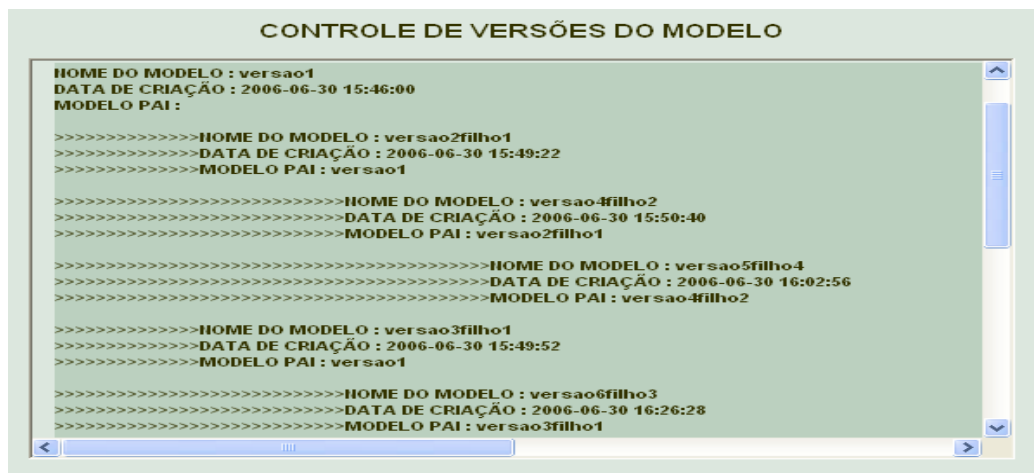 CONTROLE DE VERSÕES DO MODELO
NOME DO MODELO : versao1
DATA DE CRIAÇÃO : 2006-06-30 15:46:00
MODELO PAI :
>>>>>>>>>>>>>>NOME DO MODELO : versao2filho1
>>>>>>>>>>>>>>DATA DE CRIAÇÃO : 2006-06-30 15:49:22
>>>>>>>>>>>>>>MODELO PAI : versao1
>>>>>>>>>>>>>>>>>>>>>>>>>>>>NOME DO MODELO : versao4filho2
>>>>>>>>>>>>>>>>>>>>>>>>>>>>DATA DE CRIAÇÃO : 2006-06-30 15:50:40
>>>>>>>>>>>>>>>>>>>>>>>>>>>>MODELO PAI : versao2filho1
>>>>>>>>>>>>>>>>>>>>>>>>>>>>>>>>>>>>>>>>>>NOME DO MODELO : versao5filho4
>>>>>>>>>>>>>>>>>>>>>>>>>>>>>>>>>>>>>>>>>>DATA DE CRIAÇÃO : 2006-06-30 16:02:56
>>>>>>>>>>>>>>>>>>>>>>>>>>>>>>>>>>>>>>>>>>MODELO PAI : versao4filho2
>>>>>>>>>>>>>>NOME DO MODELO : versao3filho1
>>>>>>>>>>>>>>DATA DE CRIAÇÃO : 2006-06-30 15:49:52
>>>>>>>>>>>>>>MODELO PAI : versao1
>>>>>>>>>>>>>>>>>>>>>>>>>>>>NOME DO MODELO : versao6filho3
>>>>>>>>>>>>>>>>>>>>>>>>>>>>DATA DE CRIAÇÃO : 2006-06-30 16:26:28
>>>>>>>>>>>>>>>>>>>>>>>>>>>>MODELO PAI : versao3filho1